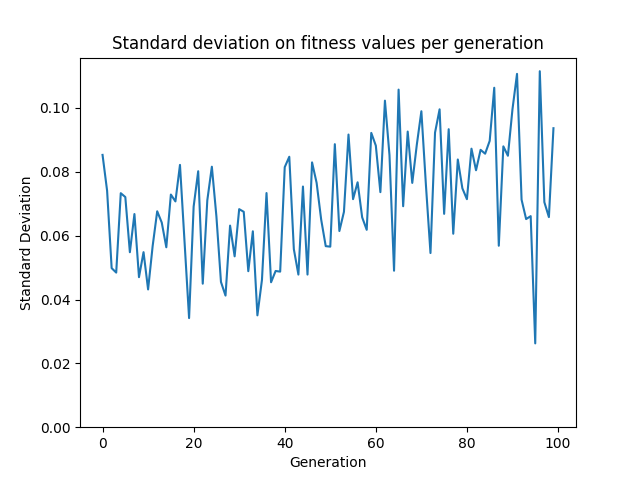 Standard deviation on fitness values per generation
0.10
0.08
0.06
0.04
0.02
0.00
Standard Deviation
0 20 40 60 80 100
Generation